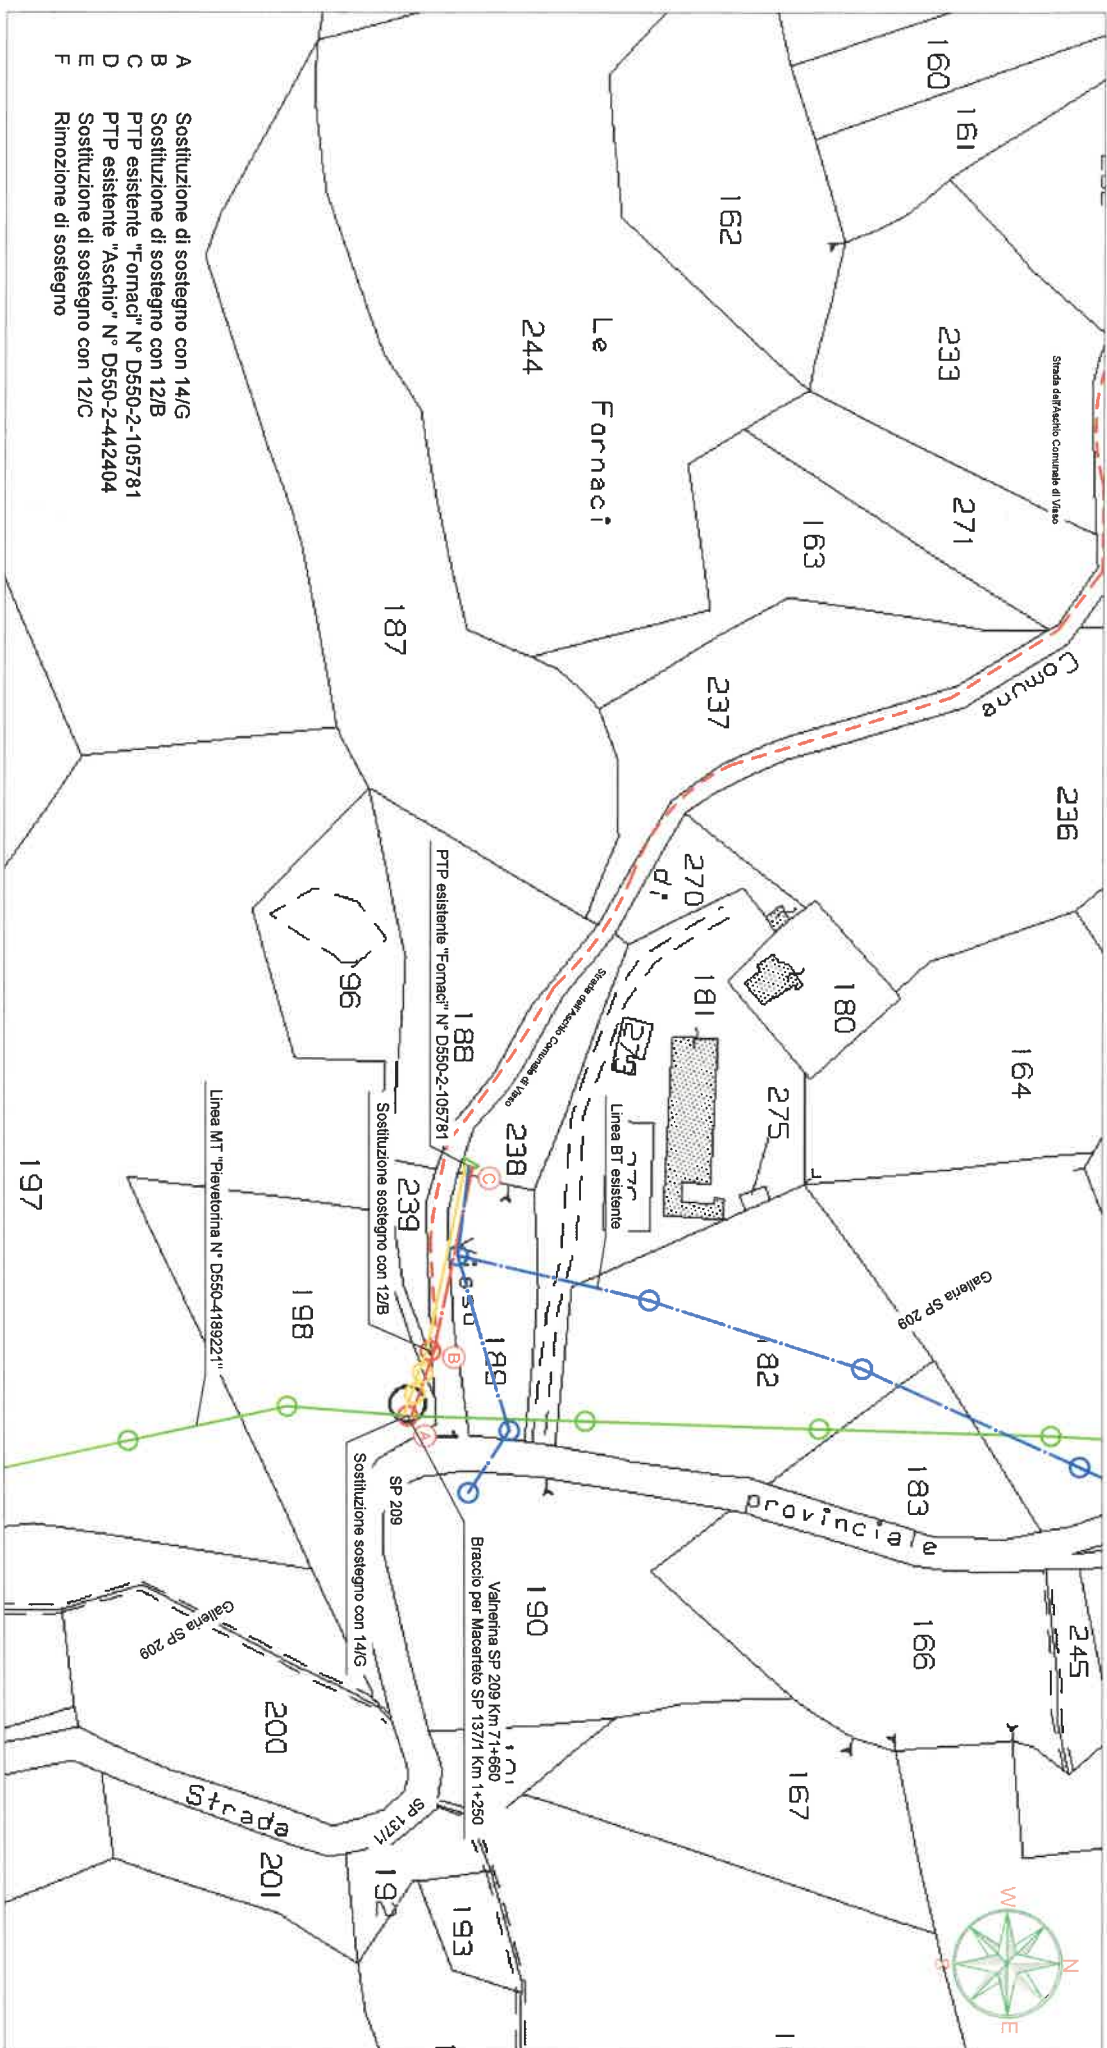 A Sostituzione di sostegno con 14/G
B Sostituzione di sostegno con 12/B
C PTP esistente "Fornaci" N° D550-2-105781
D PTP esistente "Aschio" N° D550-2-442404
E Sostituzione di sostegno con 12/C
F Rimozione di sostegno
160
161
162
233
Strada dell'Aschio Comunale di Visso
Le Fornaci
244
271
163
187
237
Comune
236
270
di
96
181
180
164
275
188
PTP esistente "Fornaci" N° D550-2-105781
Strada dell'Aschio Comunale di Visso
238
Linea BT esistente
C
239
Sostituzione sostegno con 12/B
Visso
197
Linea MT "Pievetorina N° D550-4189221"
198
B
189
182
Galleria SP 209
A
183
SP 209
Sostituzione sostegno con 14/G
provinciale
190
Valnerina SP 209 Km 71+660
Braccio per Macerteto SP 137/1 Km 1+250
166
245
Galleria SP 209
200
167
Strada
SP 137/1
201
192
193
W
N
S
E